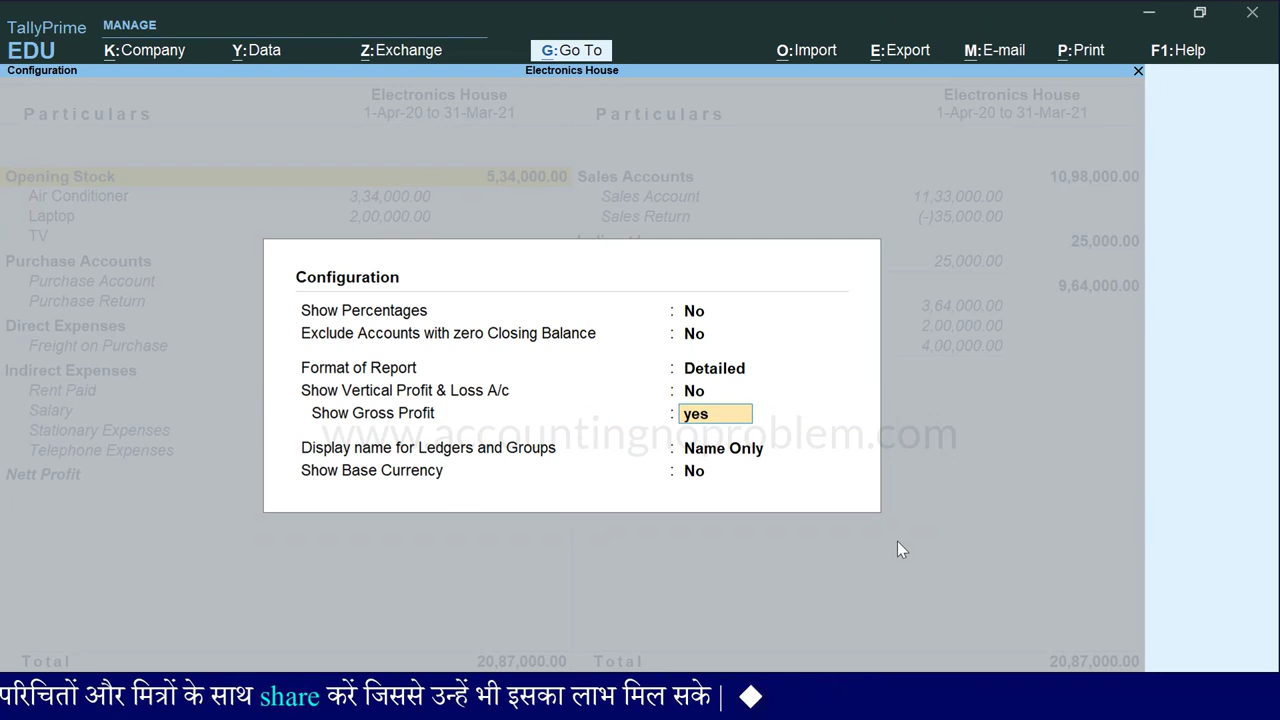 TallyPrime
EDU
MANAGE
K:Company Y:Data Z:Exchange G:Go To O:Import E:Export M:E-mail P:Print F1:Help
Configuration Electronics House
Particulars Electronics House 1-Apr-20 to 31-Mar-21 Particulars Electronics House 1-Apr-20 to 31-Mar-21
Opening Stock 5,34,000.00 Sales Accounts 10,98,000.00
Air Conditioner 3,34,000.00 Sales Account 11,33,000.00
Laptop 2,00,000.00 Sales Return (-)35,000.00
TV 25,000.00
Purchase Accounts 25,000.00
Purchase Account 9,64,000.00
Purchase Return 3,64,000.00
Direct Expenses 2,00,000.00
Freight on Purchase 4,00,000.00
Indirect Expenses
Rent Paid
Salary
Stationary Expenses
Telephone Expenses
Nett Profit
Configuration
Show Percentages : No
Exclude Accounts with zero Closing Balance : No
Format of Report : Detailed
Show Vertical Profit & Loss A/c : No
Show Gross Profit : yes
Display name for Ledgers and Groups : Name Only
Show Base Currency : No
www.accountingnoproblem.com
Total 20,87,000.00 Total 20,87,000.00
परिचितों और मित्रों के साथ share करें जिससे उन्हें भी इसका लाभ मिल सके |